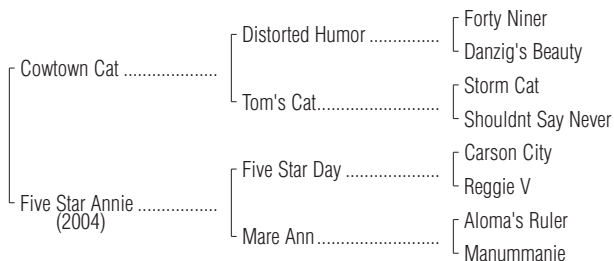 Forty Niner
Distorted Humor ..................
Danzig's Beauty
Cowtown Cat ....................
Storm Cat
Tom's Cat..........................
Shouldnt Say Never
Carson City
Five Star Day ....................
Reggie V
Five Star Annie .................
(2004)
Aloma's Ruler
Mare Ann..........................
Manummanie